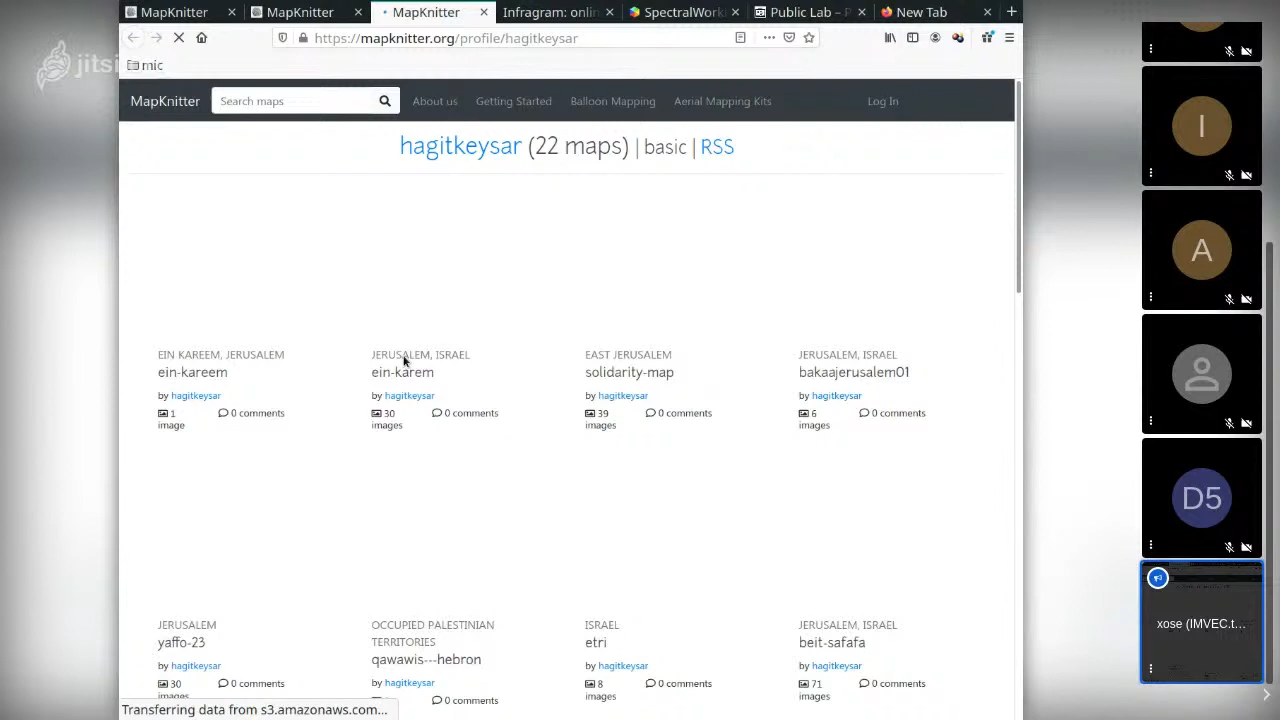 MapKnitter
MapKnitter
MapKnitter
Infragram: onlin
SpectralWork
Public Lab – P
New Tab
https://mapknitter.org/profile/hagitkeysar
jitsi
mic
MapKnitter
Search maps
About us
Getting Started
Balloon Mapping
Aerial Mapping Kits
Log In
hagitkeysar (22 maps) | basic | RSS
EIN KAREEM, JERUSALEM
ein-kareem
by hagitkeysar
1
image
0 comments
JERUSALEM, ISRAEL
ein-karem
by hagitkeysar
30
images
0 comments
EAST JERUSALEM
solidarity-map
by hagitkeysar
39
images
0 comments
JERUSALEM, ISRAEL
bakaajerusalem01
by hagitkeysar
6
images
0 comments
JERUSALEM
yaffo-23
by hagitkeysar
30
images
0 comments
OCCUPIED PALESTINIAN
TERRITORIES
qawawis---hebron
by hagitkeysar
0 comments
ISRAEL
etri
by hagitkeysar
8
images
0 comments
JERUSALEM, ISRAEL
beit-safafa
by hagitkeysar
71
images
0 comments
Transferring data from s3.amazonaws.com...
I
A
D5
xose (IMVEC.t...